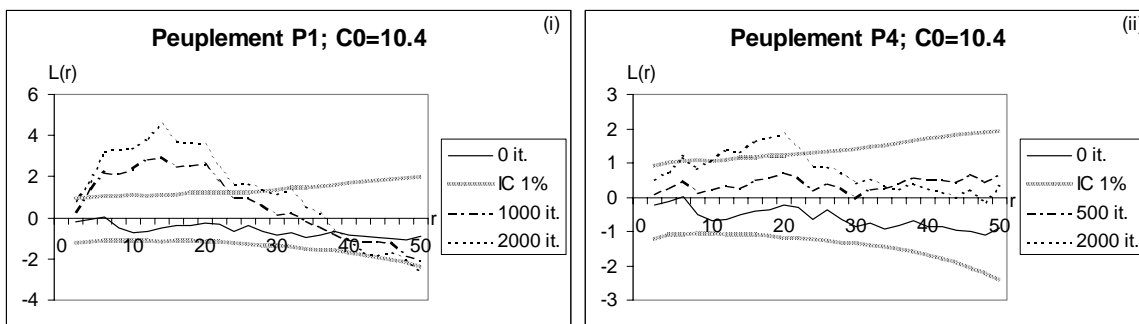 (i)
Peuplement P1; C0=10.4
L(r)
6
4
2
0
-2
-4
0 10 20 30 40 50
r
0 it.
IC 1%
1000 it.
2000 it.
(ii)
Peuplement P4; C0=10.4
L(r)
3
2
1
0
-1
-2
-3
0 10 20 30 40 50
r
0 it.
IC 1%
500 it.
2000 it.